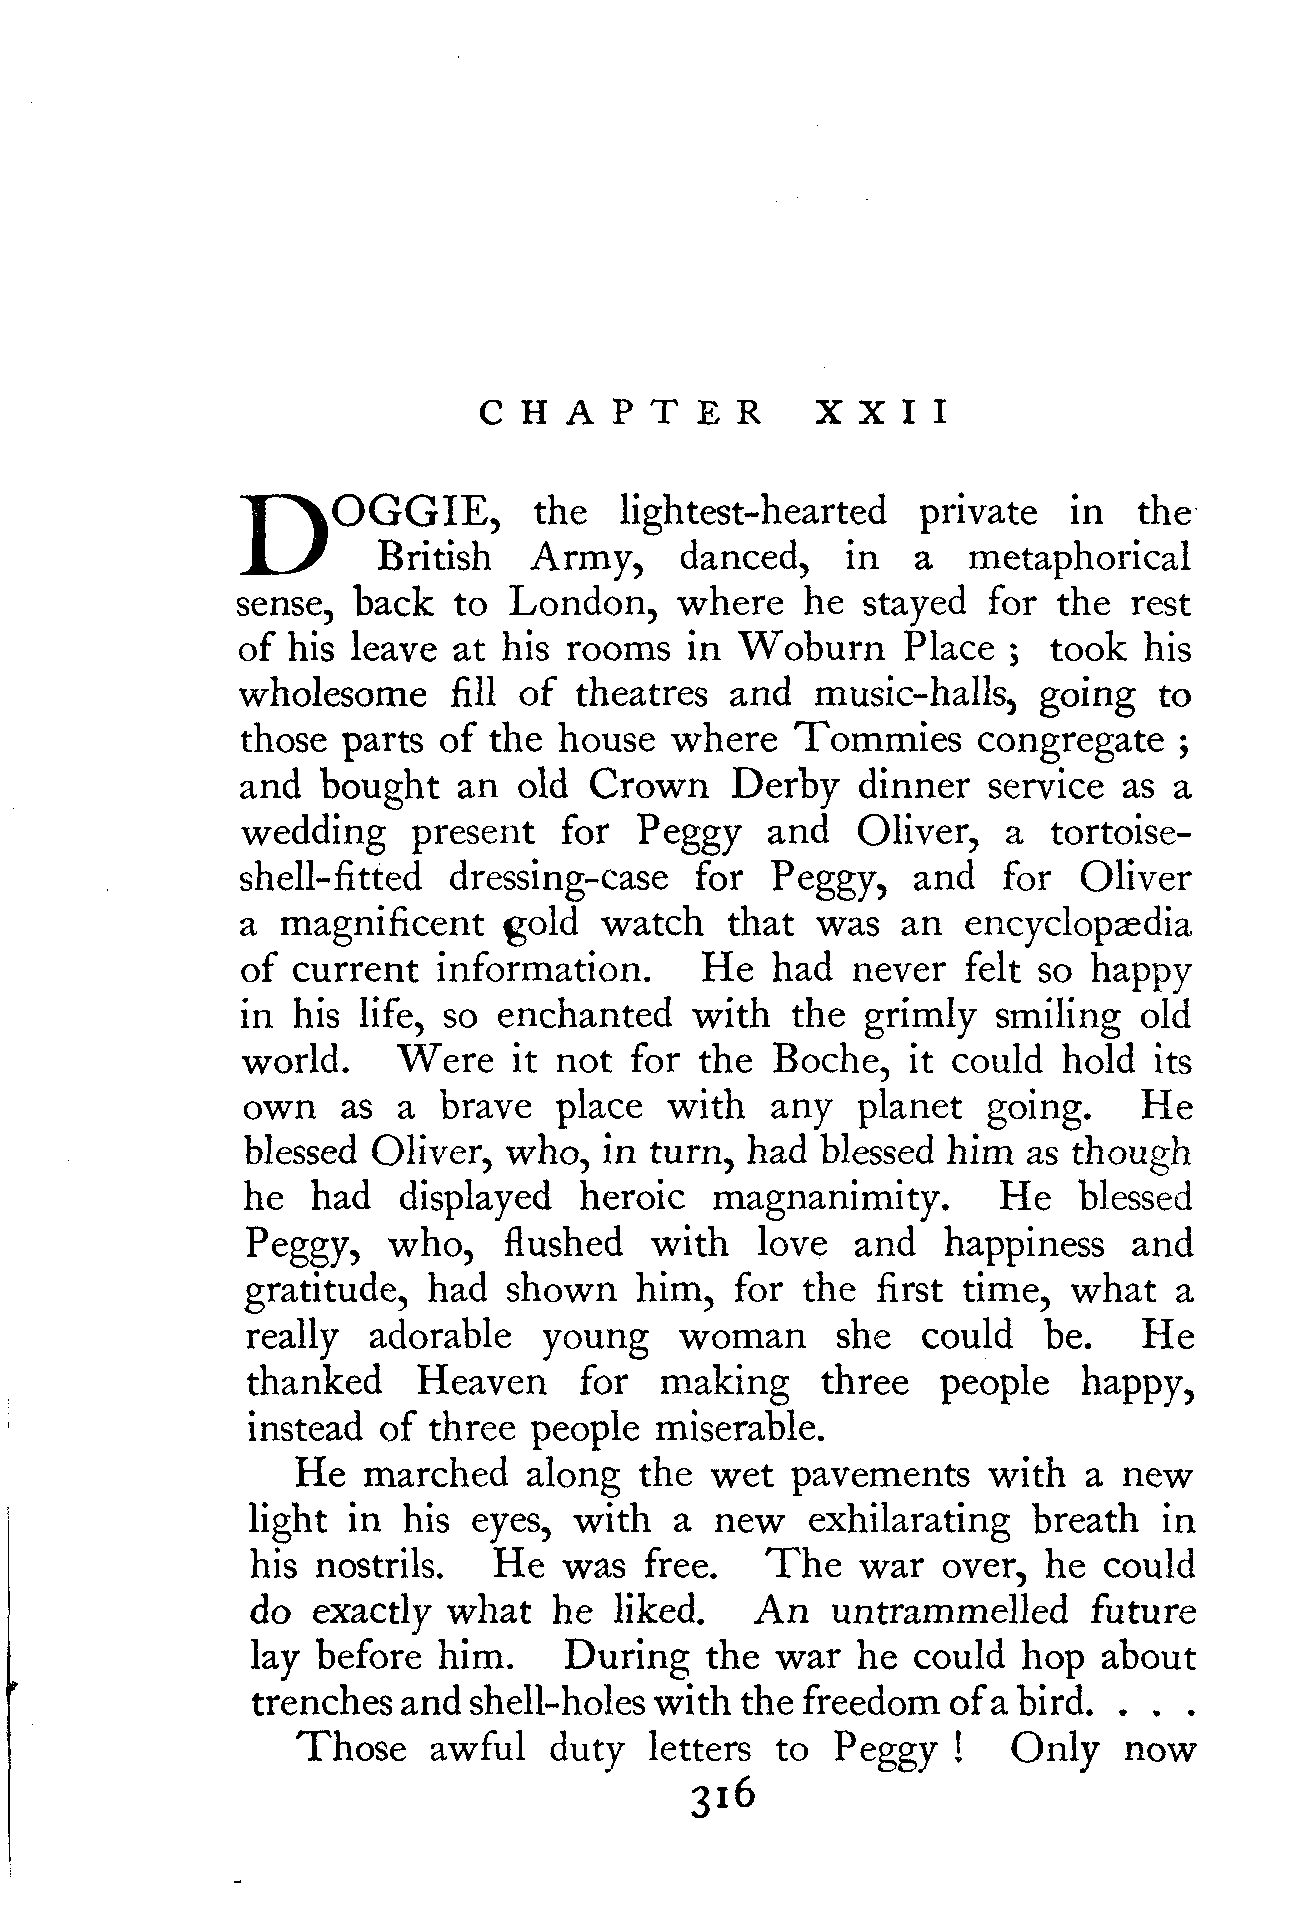 CHAPTER XXII
DOGGIE, the lightest-hearted private in the
British Army, danced, in a metaphorical
sense, back to London, where he stayed for the rest
of his leave at his rooms in Woburn Place ; took his
wholesome fill of theatres and music-halls, going to
those parts of the house where Tommies congregate ;
and bought an old Crown Derby dinner service as a
wedding present for Peggy and Oliver, a tortoise-
shell-fitted dressing-case for Peggy, and for Oliver
a magnificent gold watch that was an encyclopædia
of current information. He had never felt so happy
in his life, so enchanted with the grimly smiling old
world. Were it not for the Boche, it could hold its
own as a brave place with any planet going. He
blessed Oliver, who, in turn, had blessed him as though
he had displayed heroic magnanimity. He blessed
Peggy, who, flushed with love and happiness and
gratitude, had shown him, for the first time, what a
really adorable young woman she could be. He
thanked Heaven for making three people happy,
instead of three people miserable.
He marched along the wet pavements with a new
light in his eyes, with a new exhilarating breath in
his nostrils. He was free. The war over, he could
do exactly what he liked. An untrammelled future
lay before him. During the war he could hop about
trenches and shell-holes with the freedom of a bird. . . .
Those awful duty letters to Peggy ! Only now
316